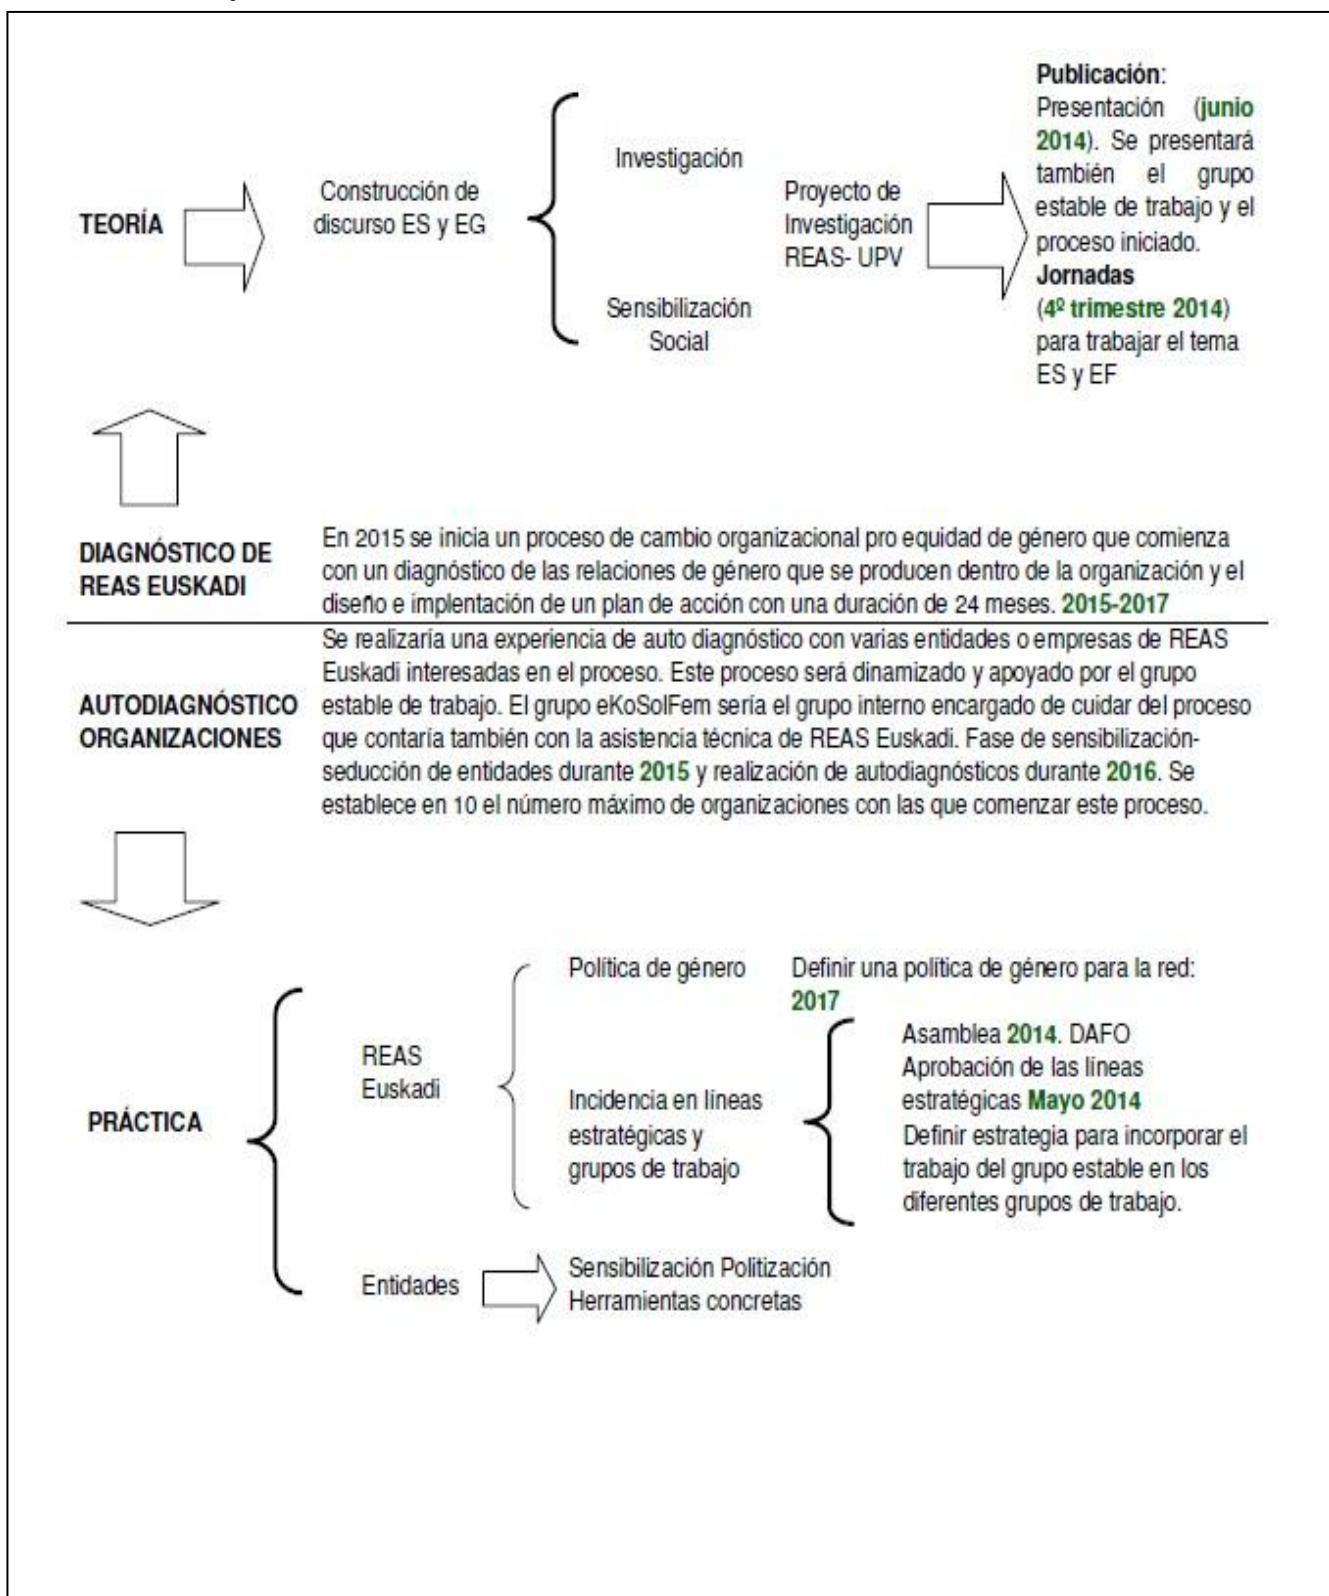 TEORÍA
Construcción de
discurso ES y EG
Investigación
Sensibilización
Social
Proyecto de
Investigación
REAS- UPV
Publicación:
Presentación (junio
2014). Se presentará
también el grupo
estable de trabajo y el
proceso iniciado.
Jornadas
(4º trimestre 2014)
para trabajar el tema
ES y EF
DIAGNÓSTICO DE
REAS EUSKADI
En 2015 se inicia un proceso de cambio organizacional pro equidad de género que comienza
con un diagnóstico de las relaciones de género que se producen dentro de la organización y el
diseño e implentación de un plan de acción con una duración de 24 meses. 2015-2017
AUTODIAGNÓSTICO
ORGANIZACIONES
Se realizaría una experiencia de auto diagnóstico con varias entidades o empresas de REAS
Euskadi interesadas en el proceso. Este proceso será dinamizado y apoyado por el grupo
estable de trabajo. El grupo eKoSolFem sería el grupo interno encargado de cuidar del proceso
que contaría también con la asistencia técnica de REAS Euskadi. Fase de sensibilización-
seducción de entidades durante 2015 y realización de autodiagnósticos durante 2016. Se
establece en 10 el número máximo de organizaciones con las que comenzar este proceso.
PRÁCTICA
REAS
Euskadi
Política de género
Definir una política de género para la red:
2017
Incidencia en líneas
estratégicas y
grupos de trabajo
Asamblea 2014. DAFO
Aprobación de las líneas
estratégicas Mayo 2014
Definir estrategia para incorporar el
trabajo del grupo estable en los
diferentes grupos de trabajo.
Entidades
Sensibilización Politización
Herramientas concretas